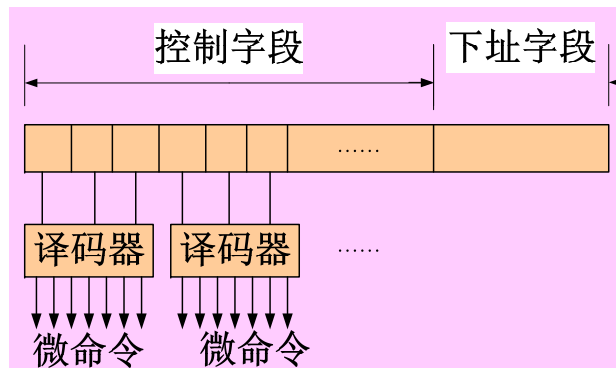 控制字段 下址字段
......
译码器 译码器 ......
微命令 微命令